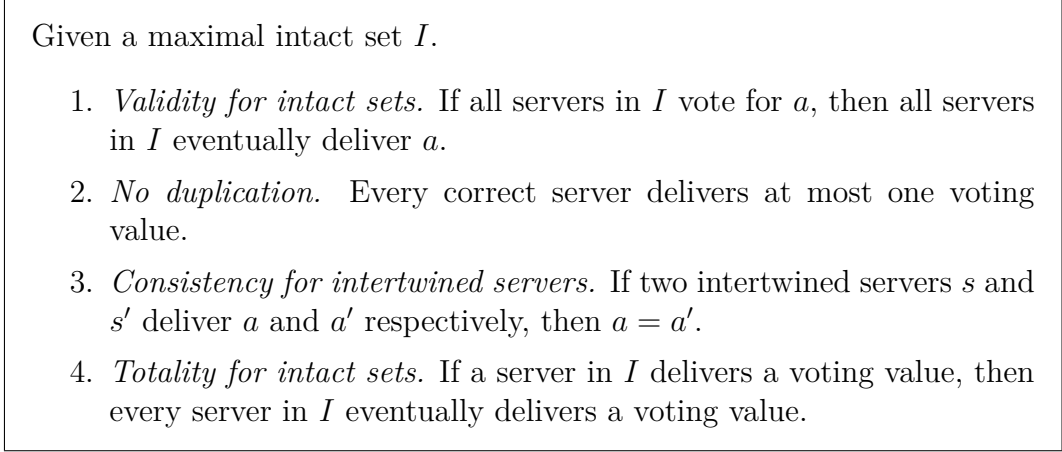 Given a maximal intact set I.
1. Validity for intact sets. If all servers in I vote for a, then all servers
in I eventually deliver a.
2. No duplication. Every correct server delivers at most one voting
value.
3. Consistency for intertwined servers. If two intertwined servers s and
s′ deliver a and a′ respectively, then a = a′.
4. Totality for intact sets. If a server in I delivers a voting value, then
every server in I eventually delivers a voting value.